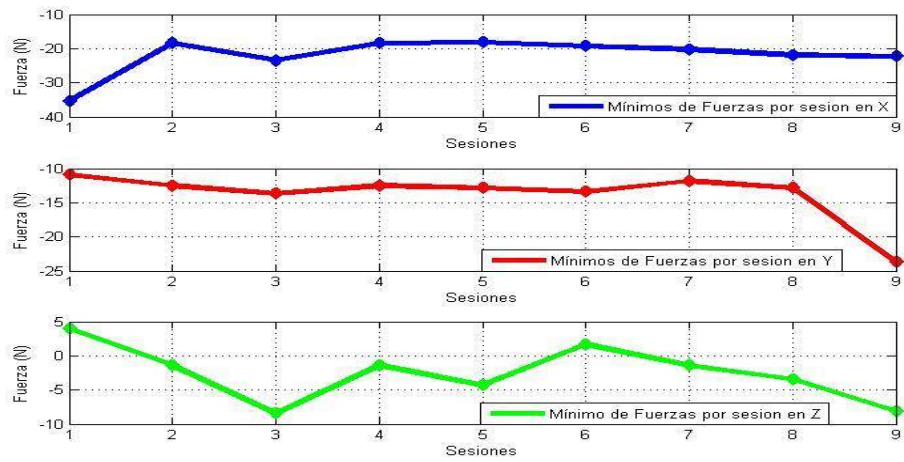 -10
-20
-30
-40
Fuerza (N)
Mínimos de Fuerzas por sesion en X
1 2 3 4 5 6 7 8 9
Sesiones
-10
-15
-20
-25
Fuerza (N)
Mínimos de Fuerzas por sesion en Y
1 2 3 4 5 6 7 8 9
Sesiones
5
0
-5
-10
Fuerza (N)
Mínimo de Fuerzas por sesion en Z
1 2 3 4 5 6 7 8 9
Sesiones